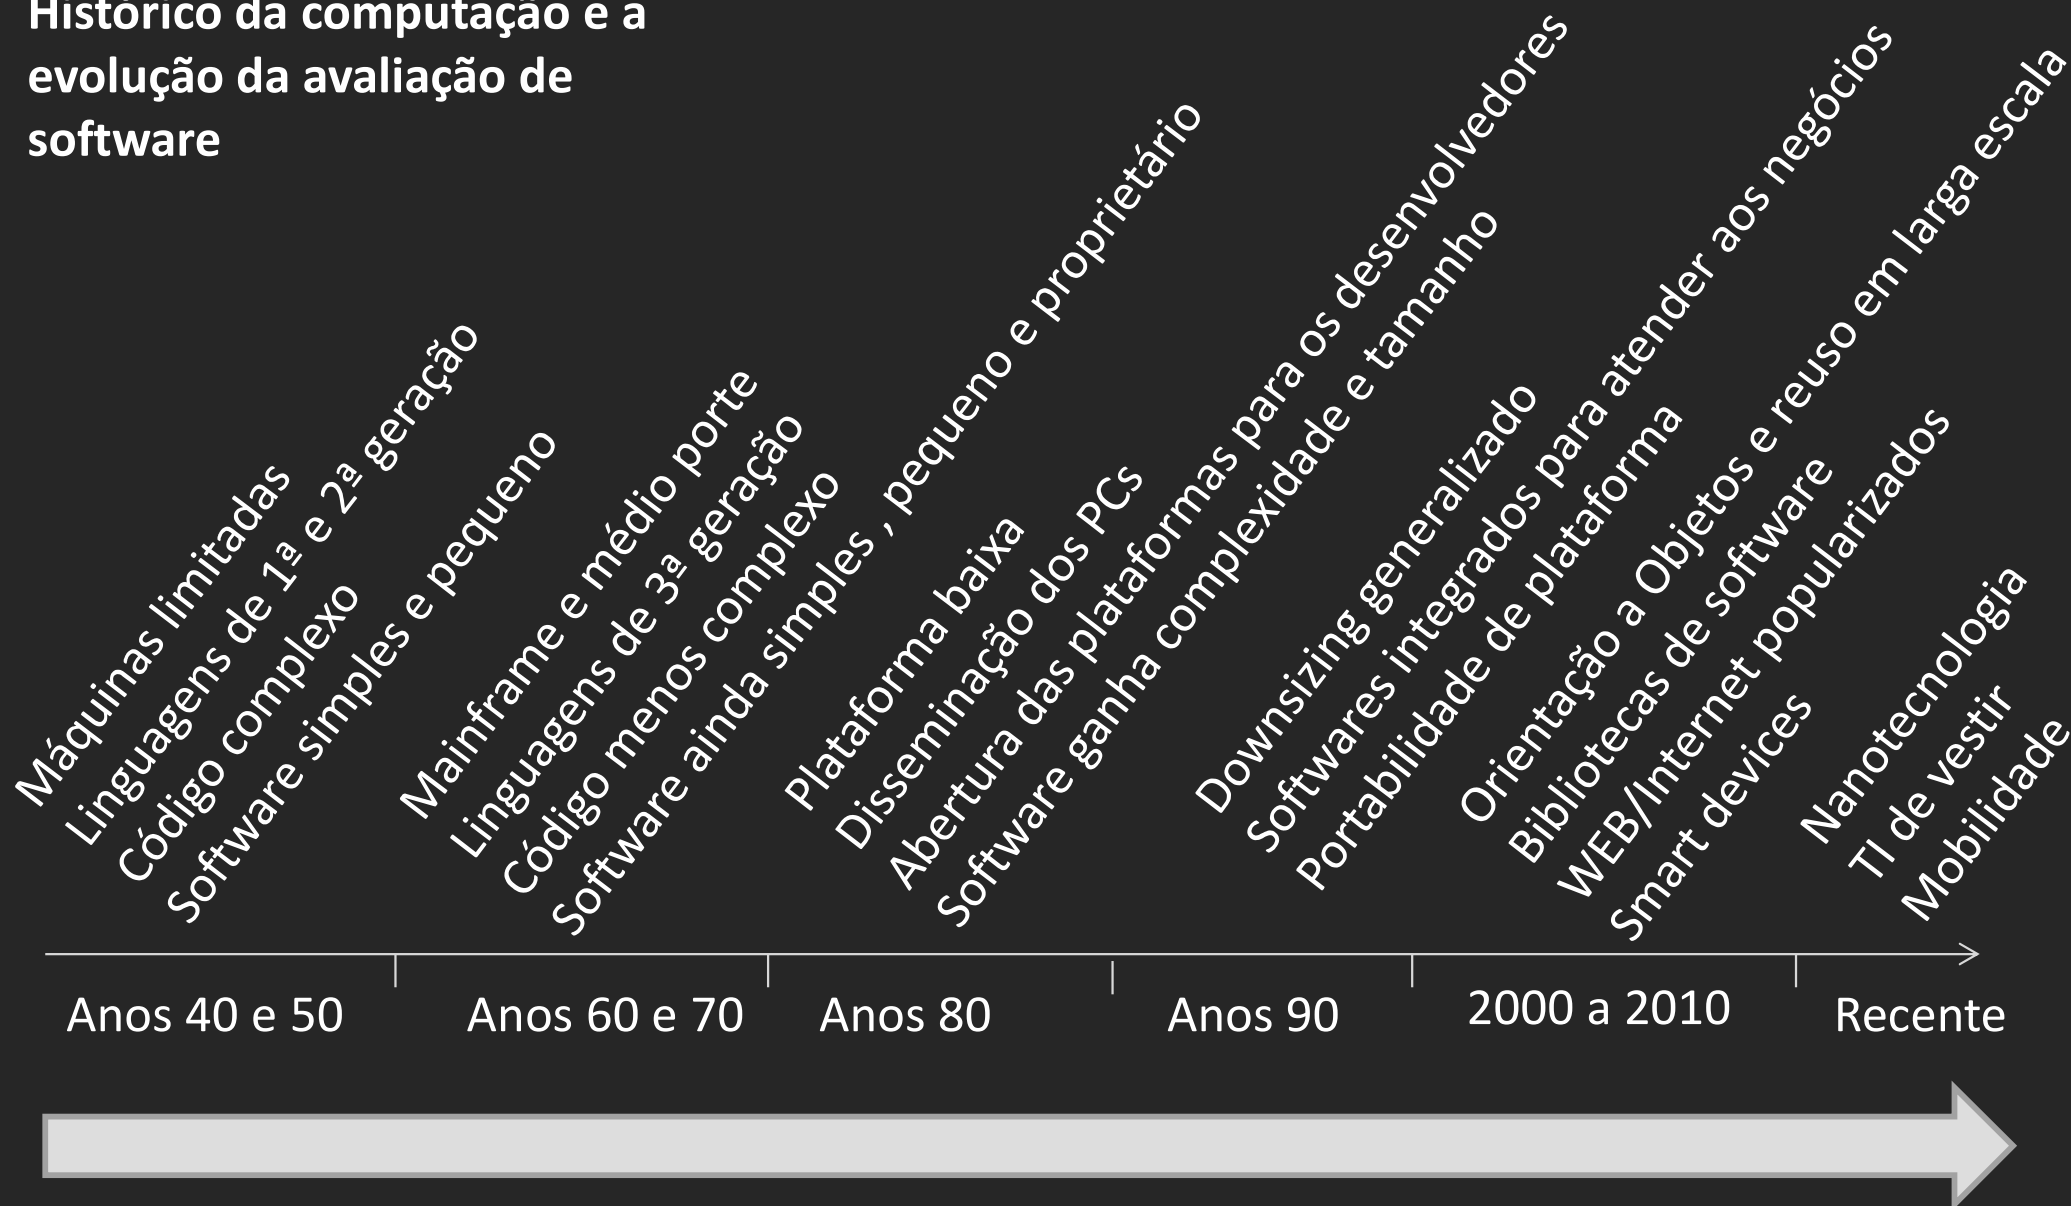 Histórico da computação e a
evolução da avaliação de
software
Máquinas limitadas
Linguagens de 1ª e 2ª geração
Código complexo
Software simples e pequeno
Mainframe e médio porte
Linguagens de 3ª geração
Código menos complexo
Software ainda simples , pequeno e proprietário
Plataforma baixa
Disseminação dos PCs
Abertura das plataformas para os desenvolvedores
Software ganha complexidade e tamanho
Downsizing generalizado
Softwares integrados para atender aos negócios
Portabilidade de plataforma
Orientação a Objetos e reuso em larga escala
Bibliotecas de software
WEB/Internet popularizados
Smart devices
Nanotecnologia
TI de vestir
Mobilidade
Anos 40 e 50
Anos 60 e 70
Anos 80
Anos 90
2000 a 2010
Recente